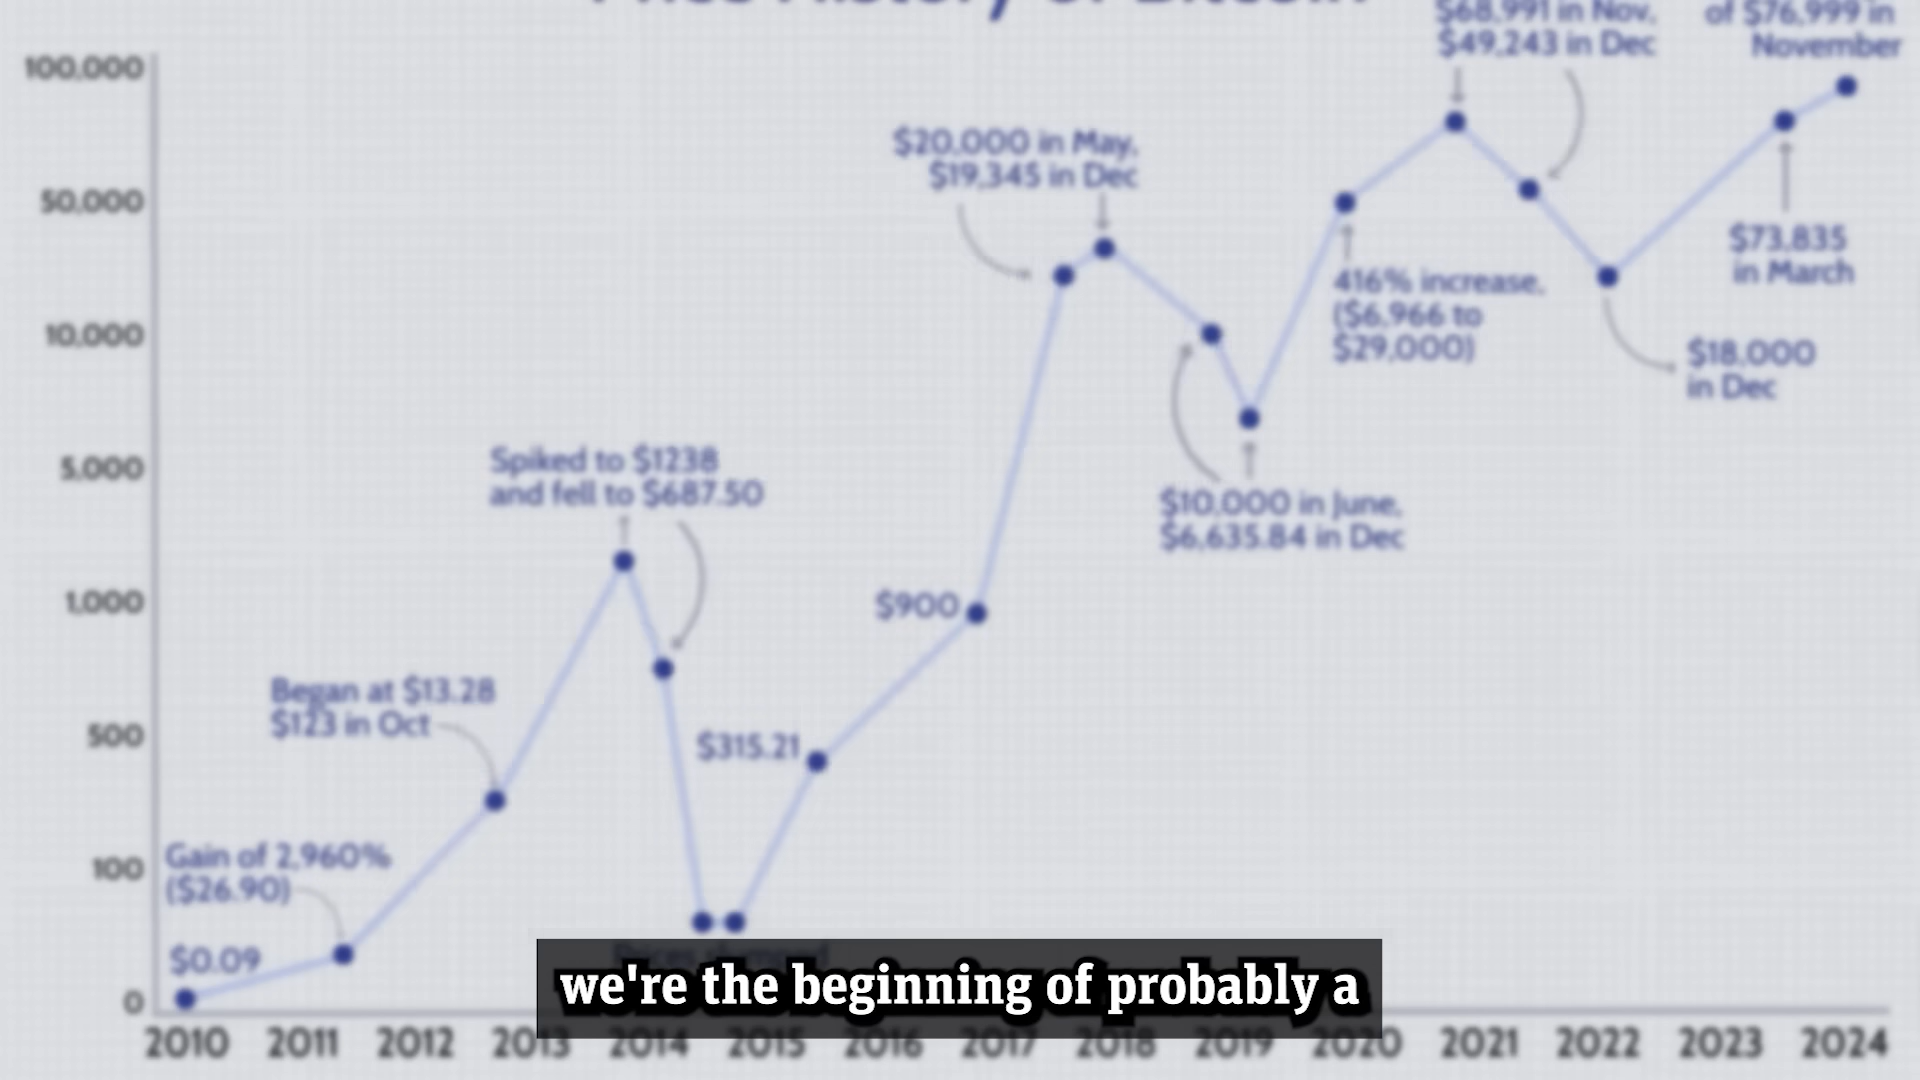 Price History of Bitcoin
$68,991 in Nov,
$49,243 in Dec
of $76,999 in
November
100,000
50,000
10,000
5,000
1,000
500
100
0
$20,000 in May,
$19,345 in Dec
$73,835
in March
416% increase,
($6,966 to
$29,000)
$18,000
in Dec
Spiked to $1238
and fell to $687.50
$10,000 in June,
$6,635.84 in Dec
$900
Began at $13.28
$123 in Oct
$315.21
Gain of 2,960%
($26.90)
$0.09
we're the beginning of probably a
2010 2011 2012 2013 2014 2015 2016 2017 2018 2019 2020 2021 2022 2023 2024